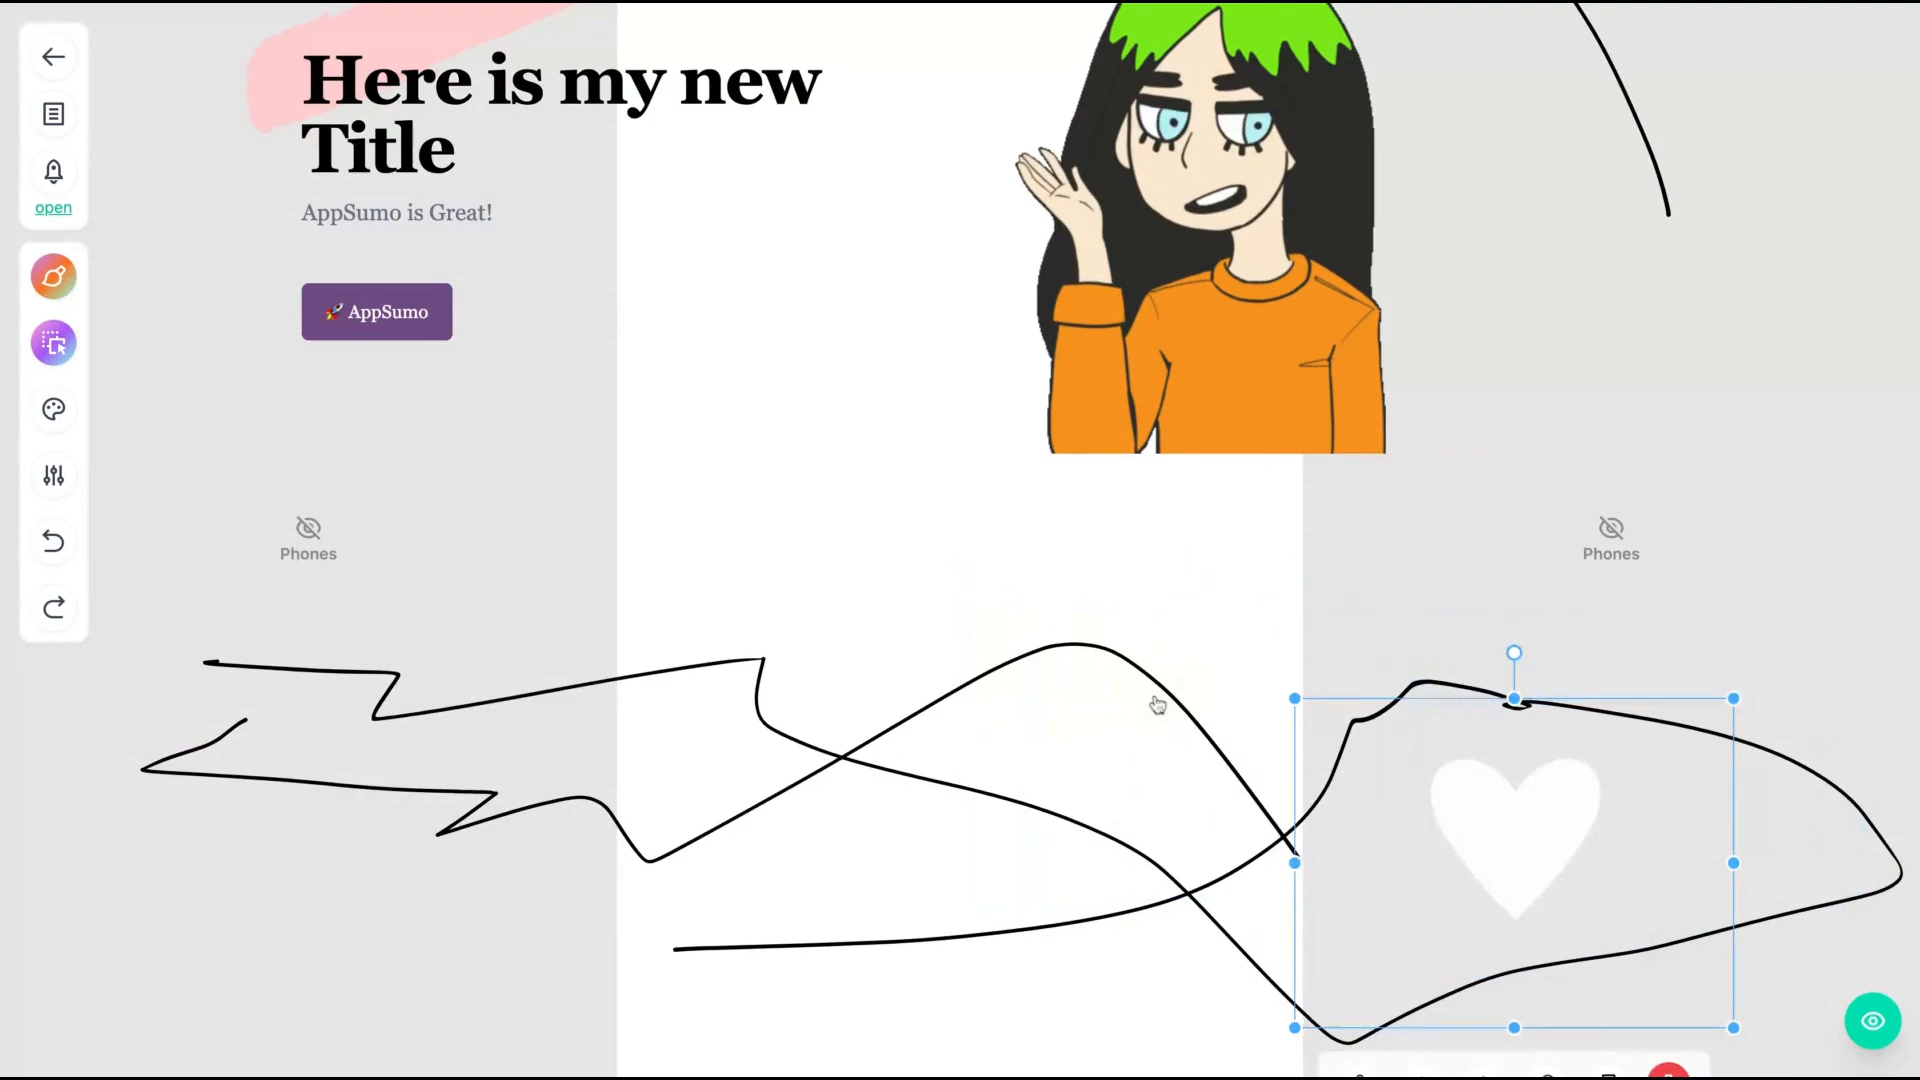 Here is my new
Title
AppSumo is Great!
🚀 AppSumo
open
Phones
Phones